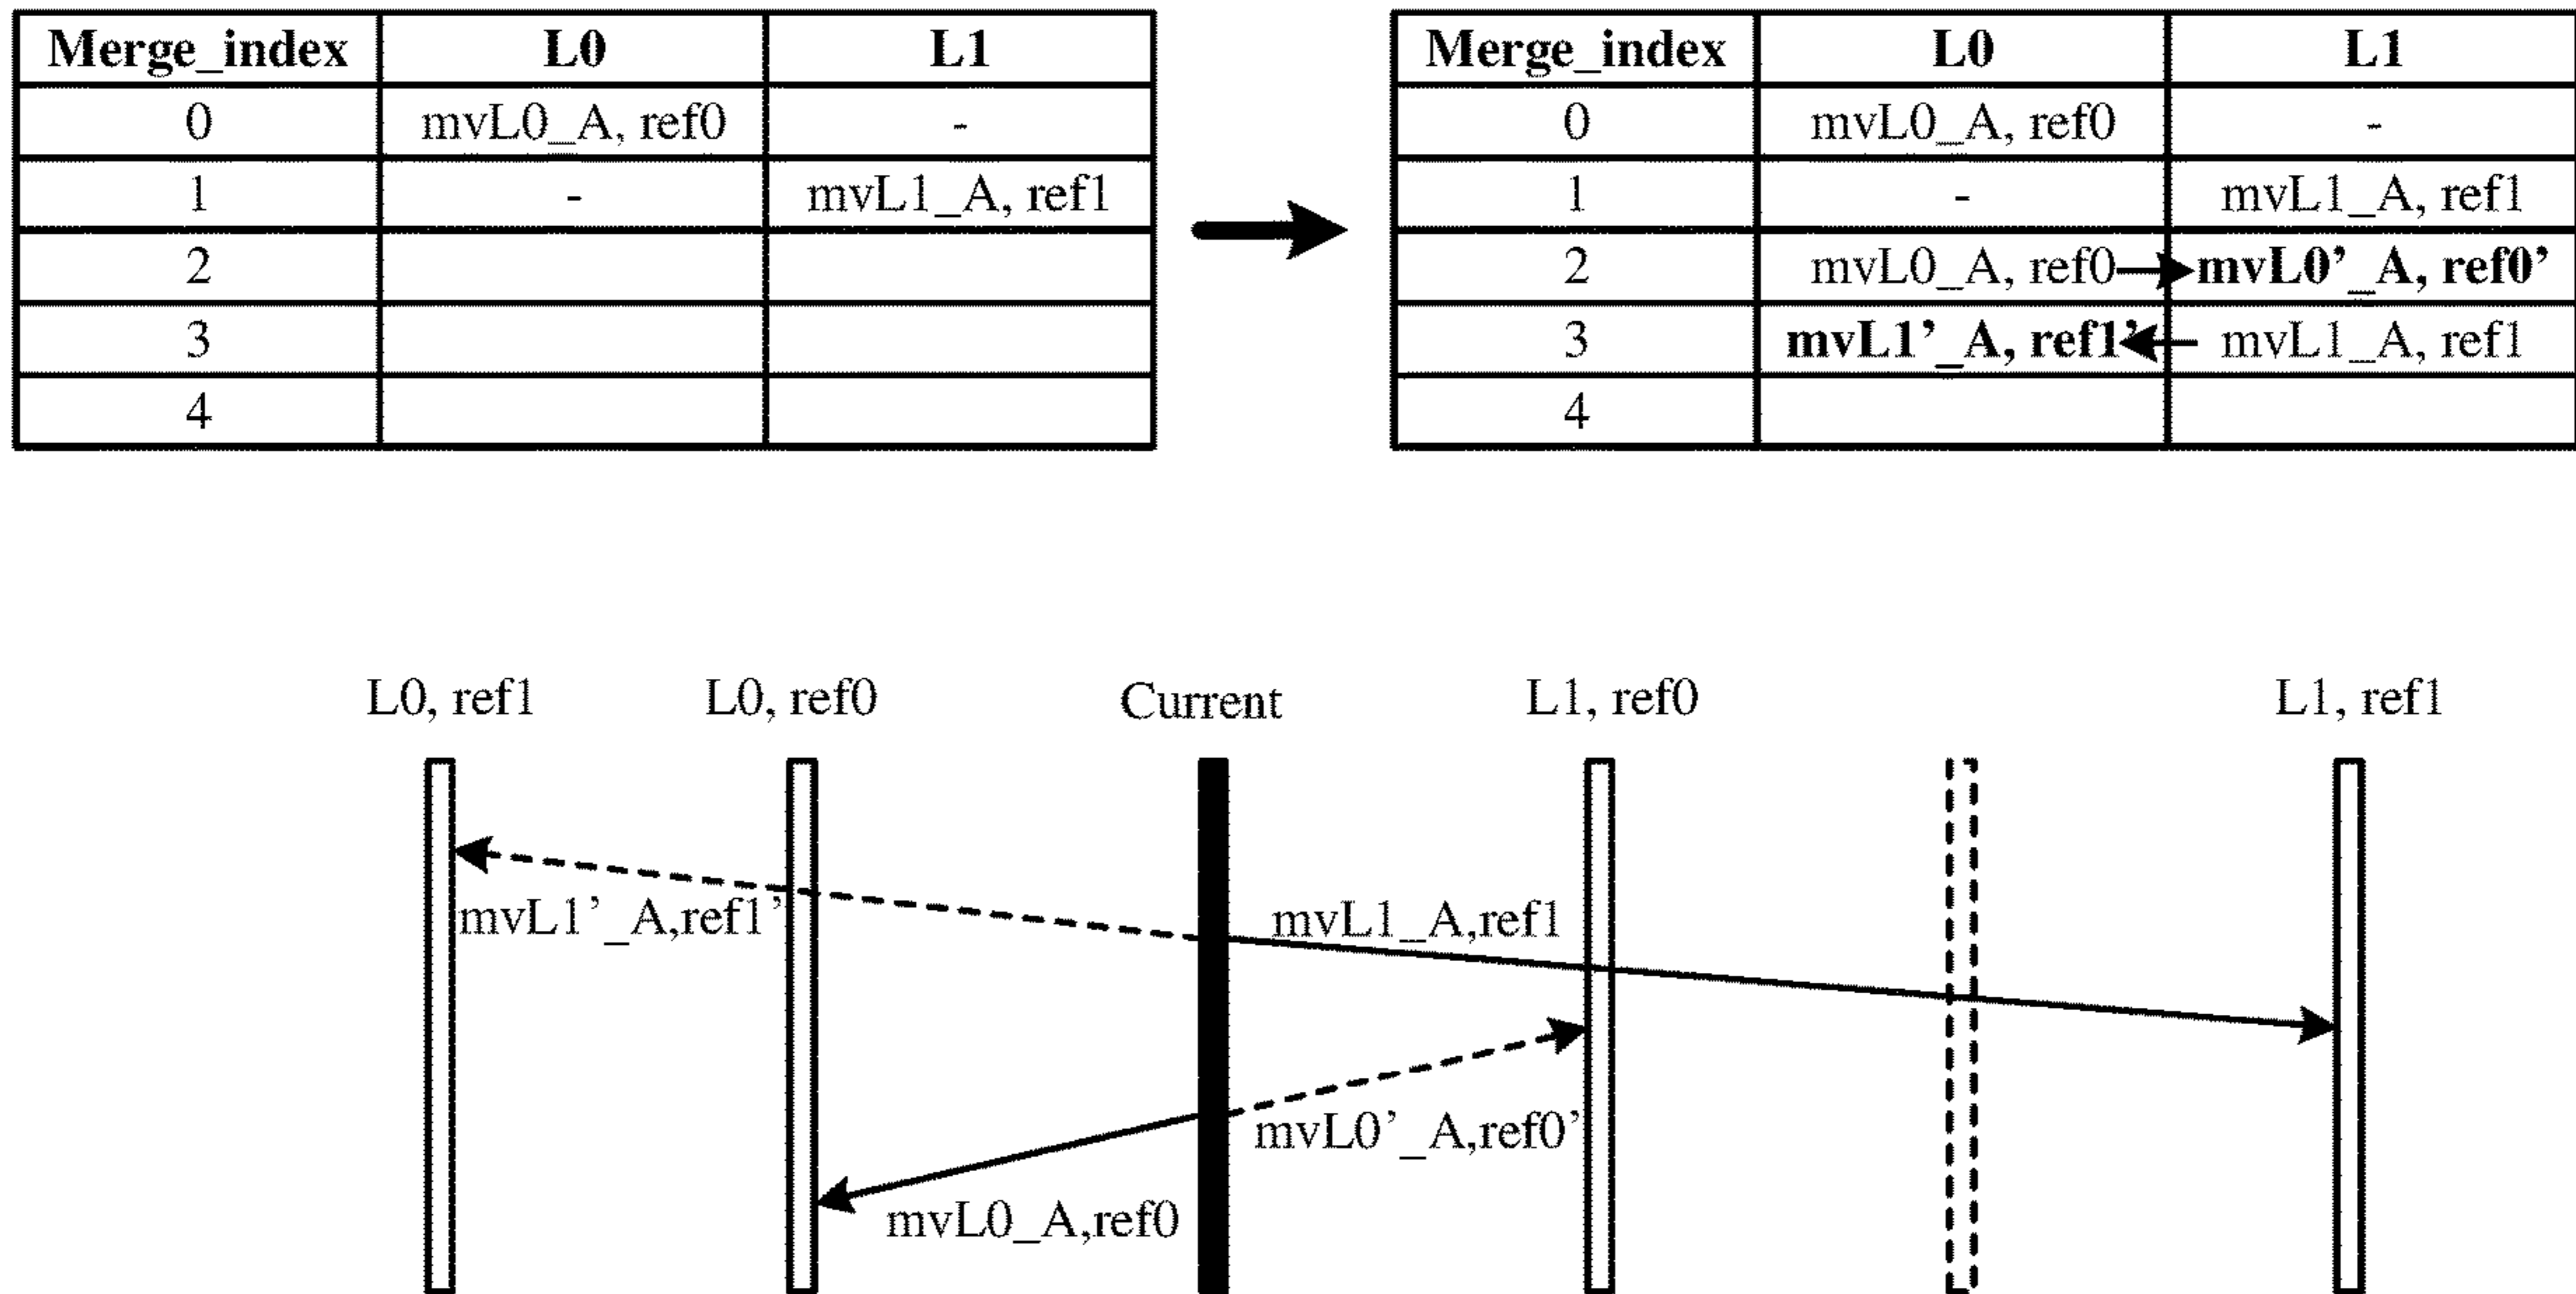 Merge_index L0 L1
0 mvL0_A, ref0 -
1 - mvL1_A, ref1
2
3
4
Merge_index L0 L1
0 mvL0_A, ref0 -
1 - mvL1_A, ref1
2 mvL0_A, ref0 mvL0’_A, ref0’
3 mvL1’_A, ref1’ mvL1_A, ref1
4
L0, ref1 L0, ref0 Current L1, ref0 L1, ref1
mvL1’_A,ref1’ mvL1_A,ref1
mvL0’_A,ref0’
mvL0_A,ref0